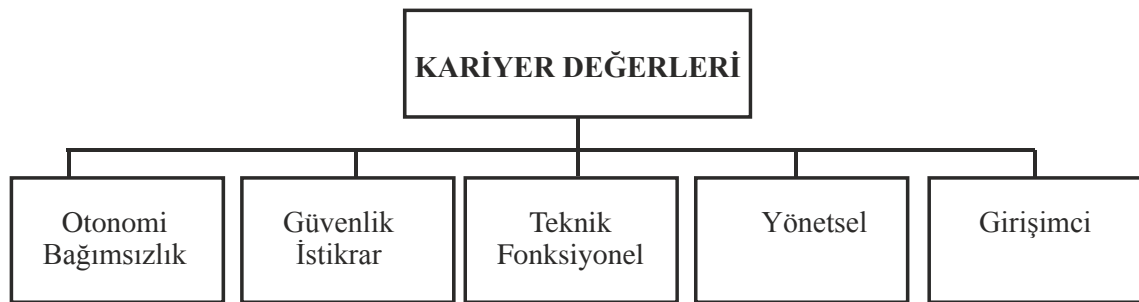 KARİYER DEĞERLERİ
Otonomi
Bağımsızlık
Güvenlik
İstikrar
Teknik
Fonksiyonel
Yönetsel
Girişimci